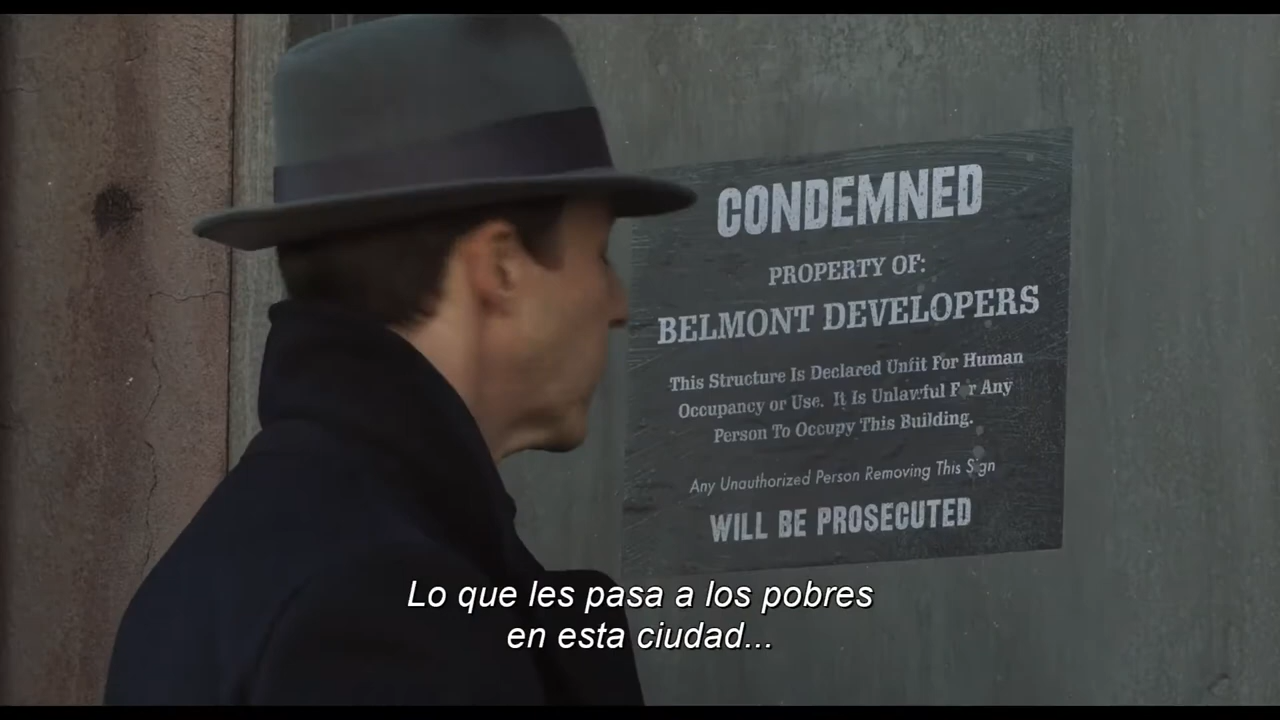 CONDEMNED
PROPERTY OF:
BELMONT DEVELOPERS
This Structure Is Declared Unfit For Human
Occupancy or Use. It Is Unlawful For Any
Person To Occupy This Building.
Any Unauthorized Person Removing This Sign
WILL BE PROSECUTED
Lo que les pasa a los pobres
en esta ciudad...